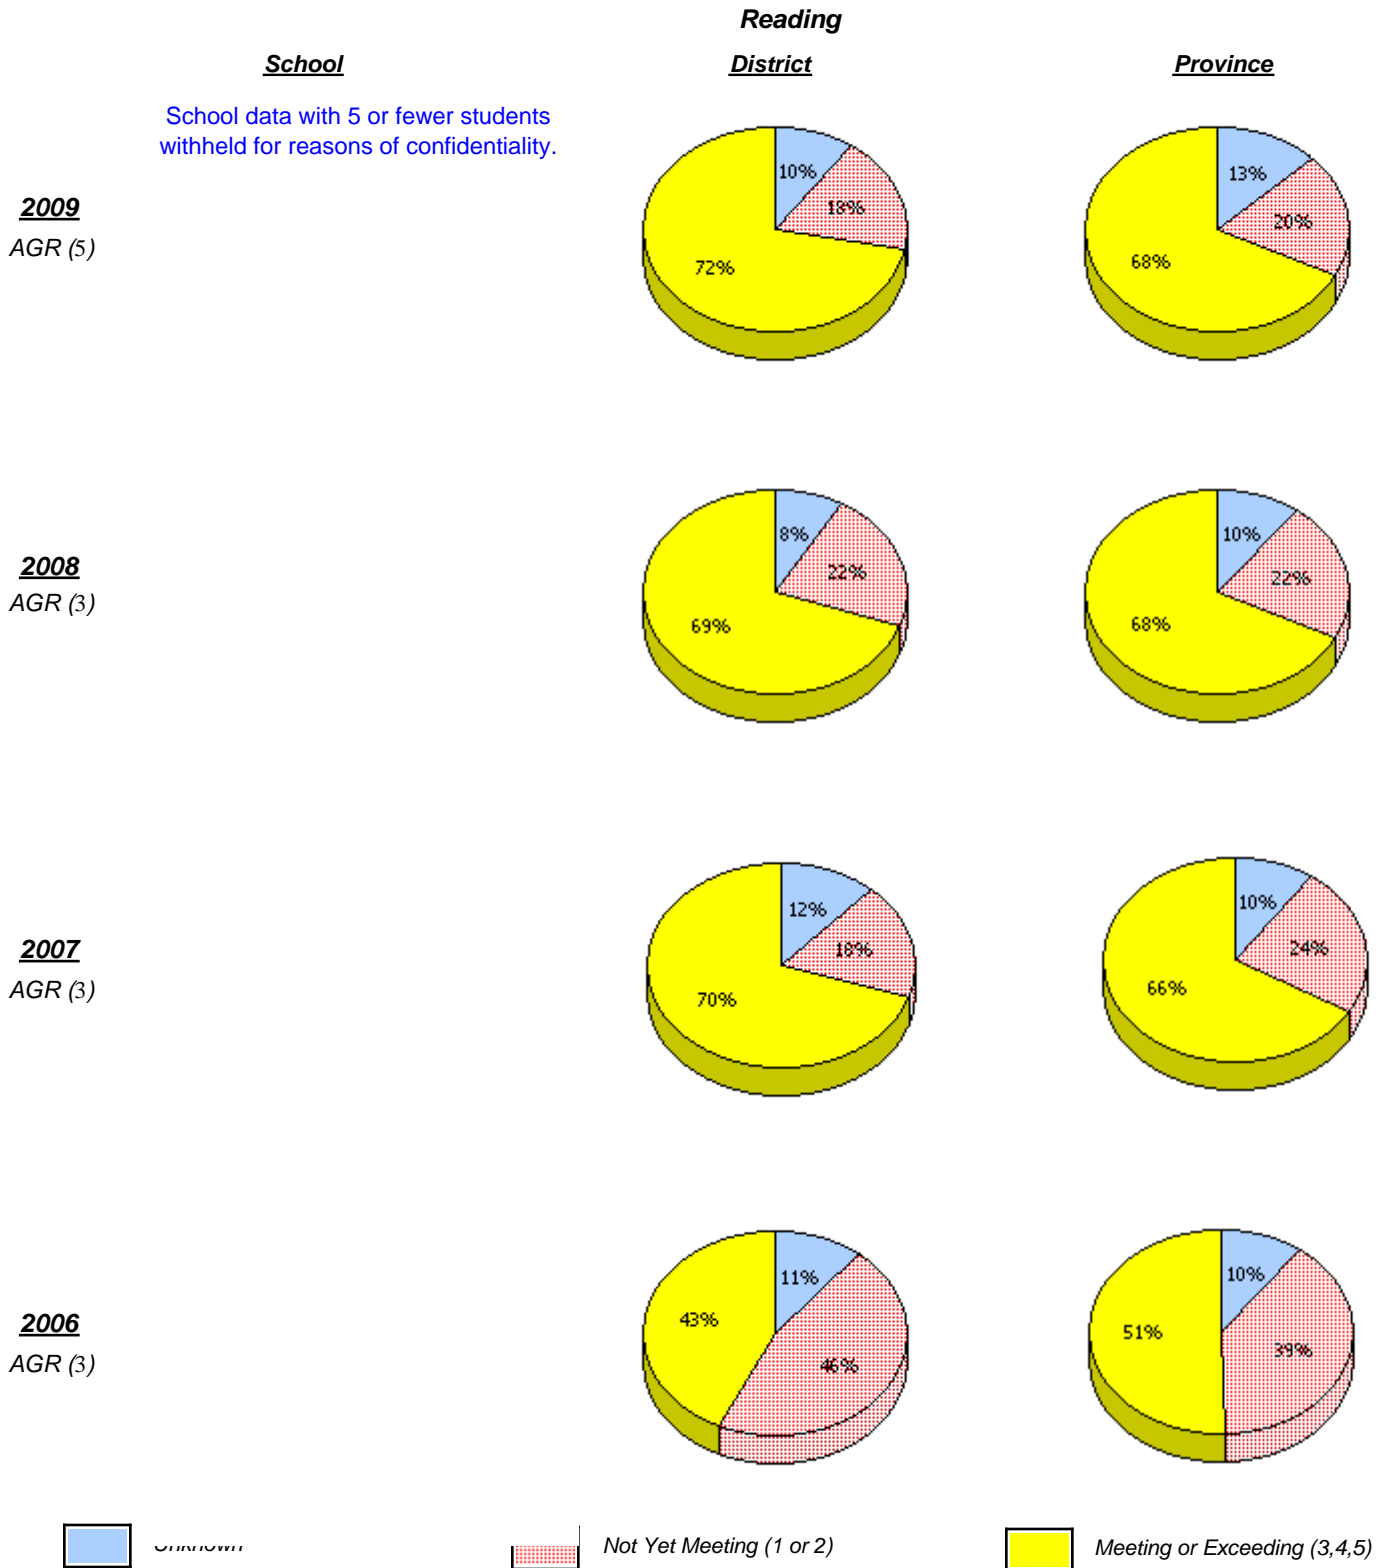 Reading
School
District
Province
School data with 5 or fewer students
withheld for reasons of confidentiality.
2009
AGR (5)
10%
18%
72%
13%
20%
68%
2008
AGR (3)
8%
22%
69%
10%
22%
68%
2007
AGR (3)
12%
18%
70%
10%
24%
66%
2006
AGR (3)
11%
46%
43%
10%
39%
51%
Unknown
Not Yet Meeting (1 or 2)
Meeting or Exceeding (3,4,5)